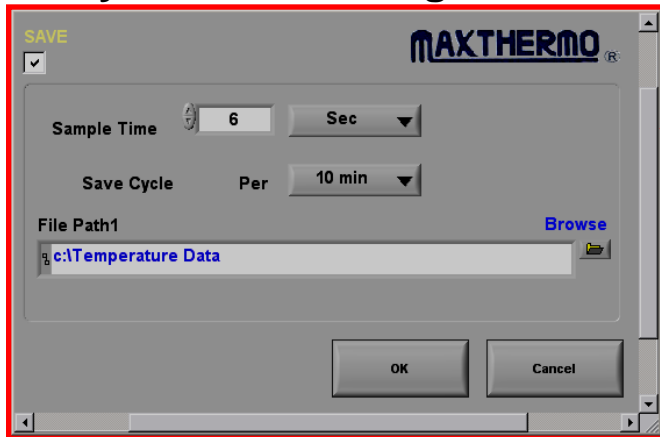 SAVE
MAXTHERMO ®
Sample Time 6 Sec
Save Cycle Per 10 min
File Path1 Browse
c:\Temperature Data
OK Cancel